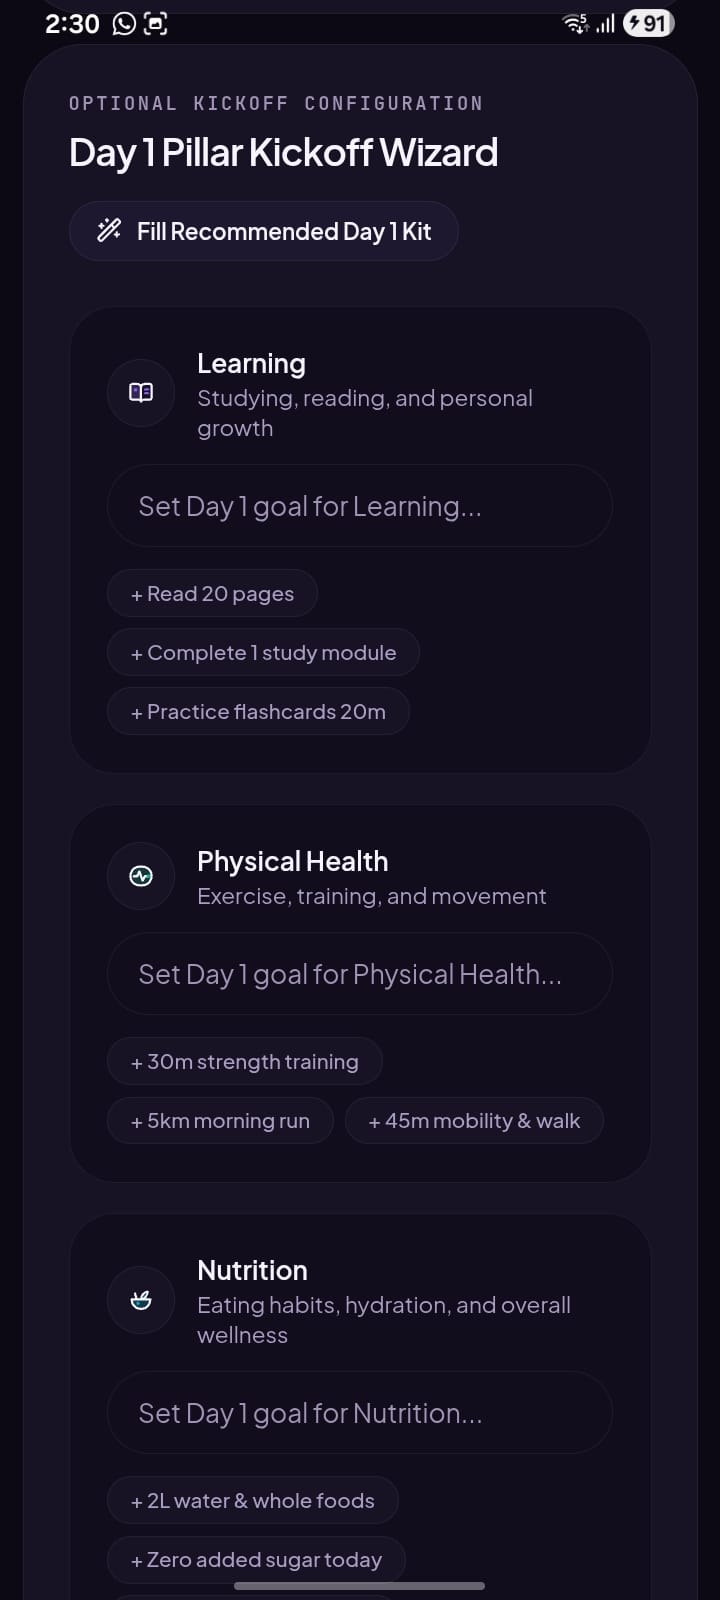 2:30
5
91
OPTIONAL KICKOFF CONFIGURATION
Day 1 Pillar Kickoff Wizard
Fill Recommended Day 1 Kit
Learning
Studying, reading, and personal
growth
Set Day 1 goal for Learning...
+ Read 20 pages
+ Complete 1 study module
+ Practice flashcards 20m
Physical Health
Exercise, training, and movement
Set Day 1 goal for Physical Health...
+ 30m strength training
+ 5km morning run
+ 45m mobility & walk
Nutrition
Eating habits, hydration, and overall
wellness
Set Day 1 goal for Nutrition...
+ 2L water & whole foods
+ Zero added sugar today